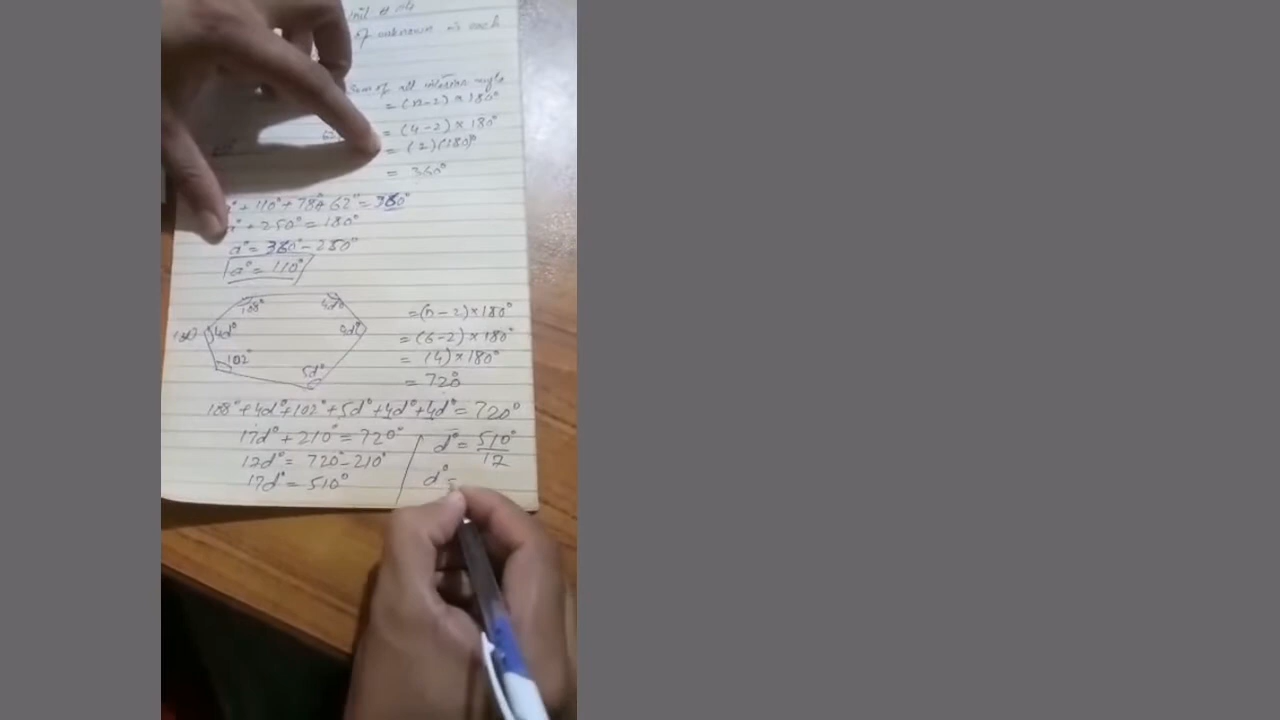 of unknown in each
Sum of all interior angle
= (n-2) × 180°
= (4-2) × 180°
= (2)(180)°
= 360°
+ 110° + 78° + 62° = 360°
+ 250° = 180°
a° = 360° - 250°
a° = 110°
108° 4d°
4d°
102°
5d°
= (n-2) × 180°
= (6-2) × 180°
= (4) × 180°
= 720°
108° + 4d° + 102° + 5d° + 4d° + 4d° = 720°
17d° + 210° = 720°
17d° = 720° - 210°
17d° = 510°
d° = 510°
17
d° =